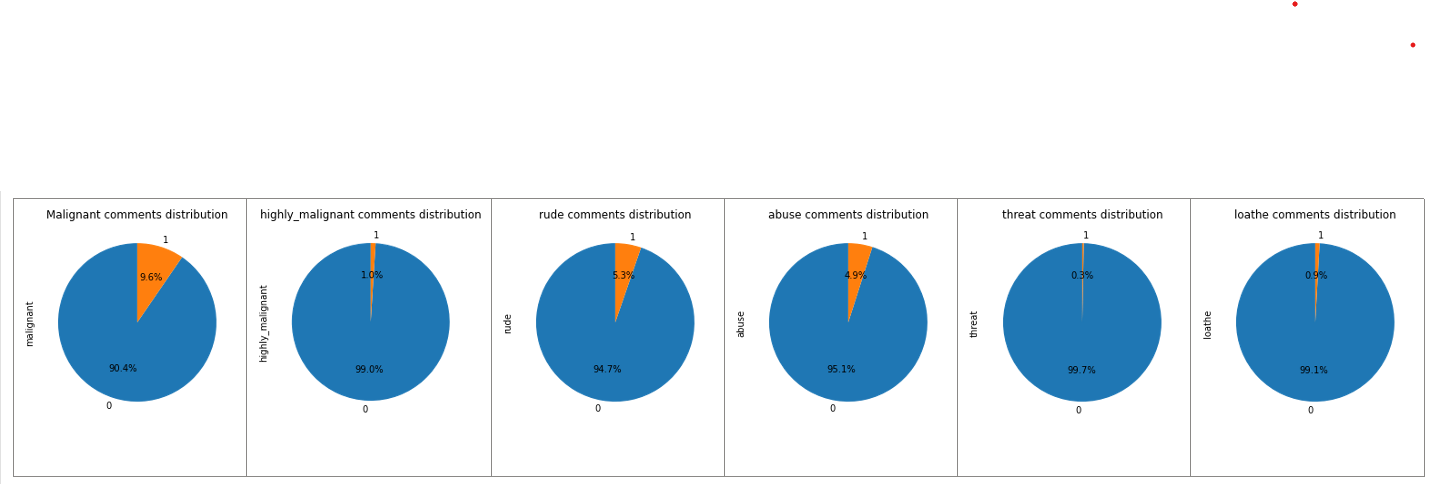 Malignant comments distribution
1
9.6%
malignant
90.4%
0
highly_malignant comments distribution
1
1.0%
highly_malignant
99.0%
0
rude comments distribution
1
5.3%
rude
94.7%
0
abuse comments distribution
1
4.9%
abuse
95.1%
0
threat comments distribution
1
0.3%
threat
99.7%
0
loathe comments distribution
1
0.9%
loathe
99.1%
0